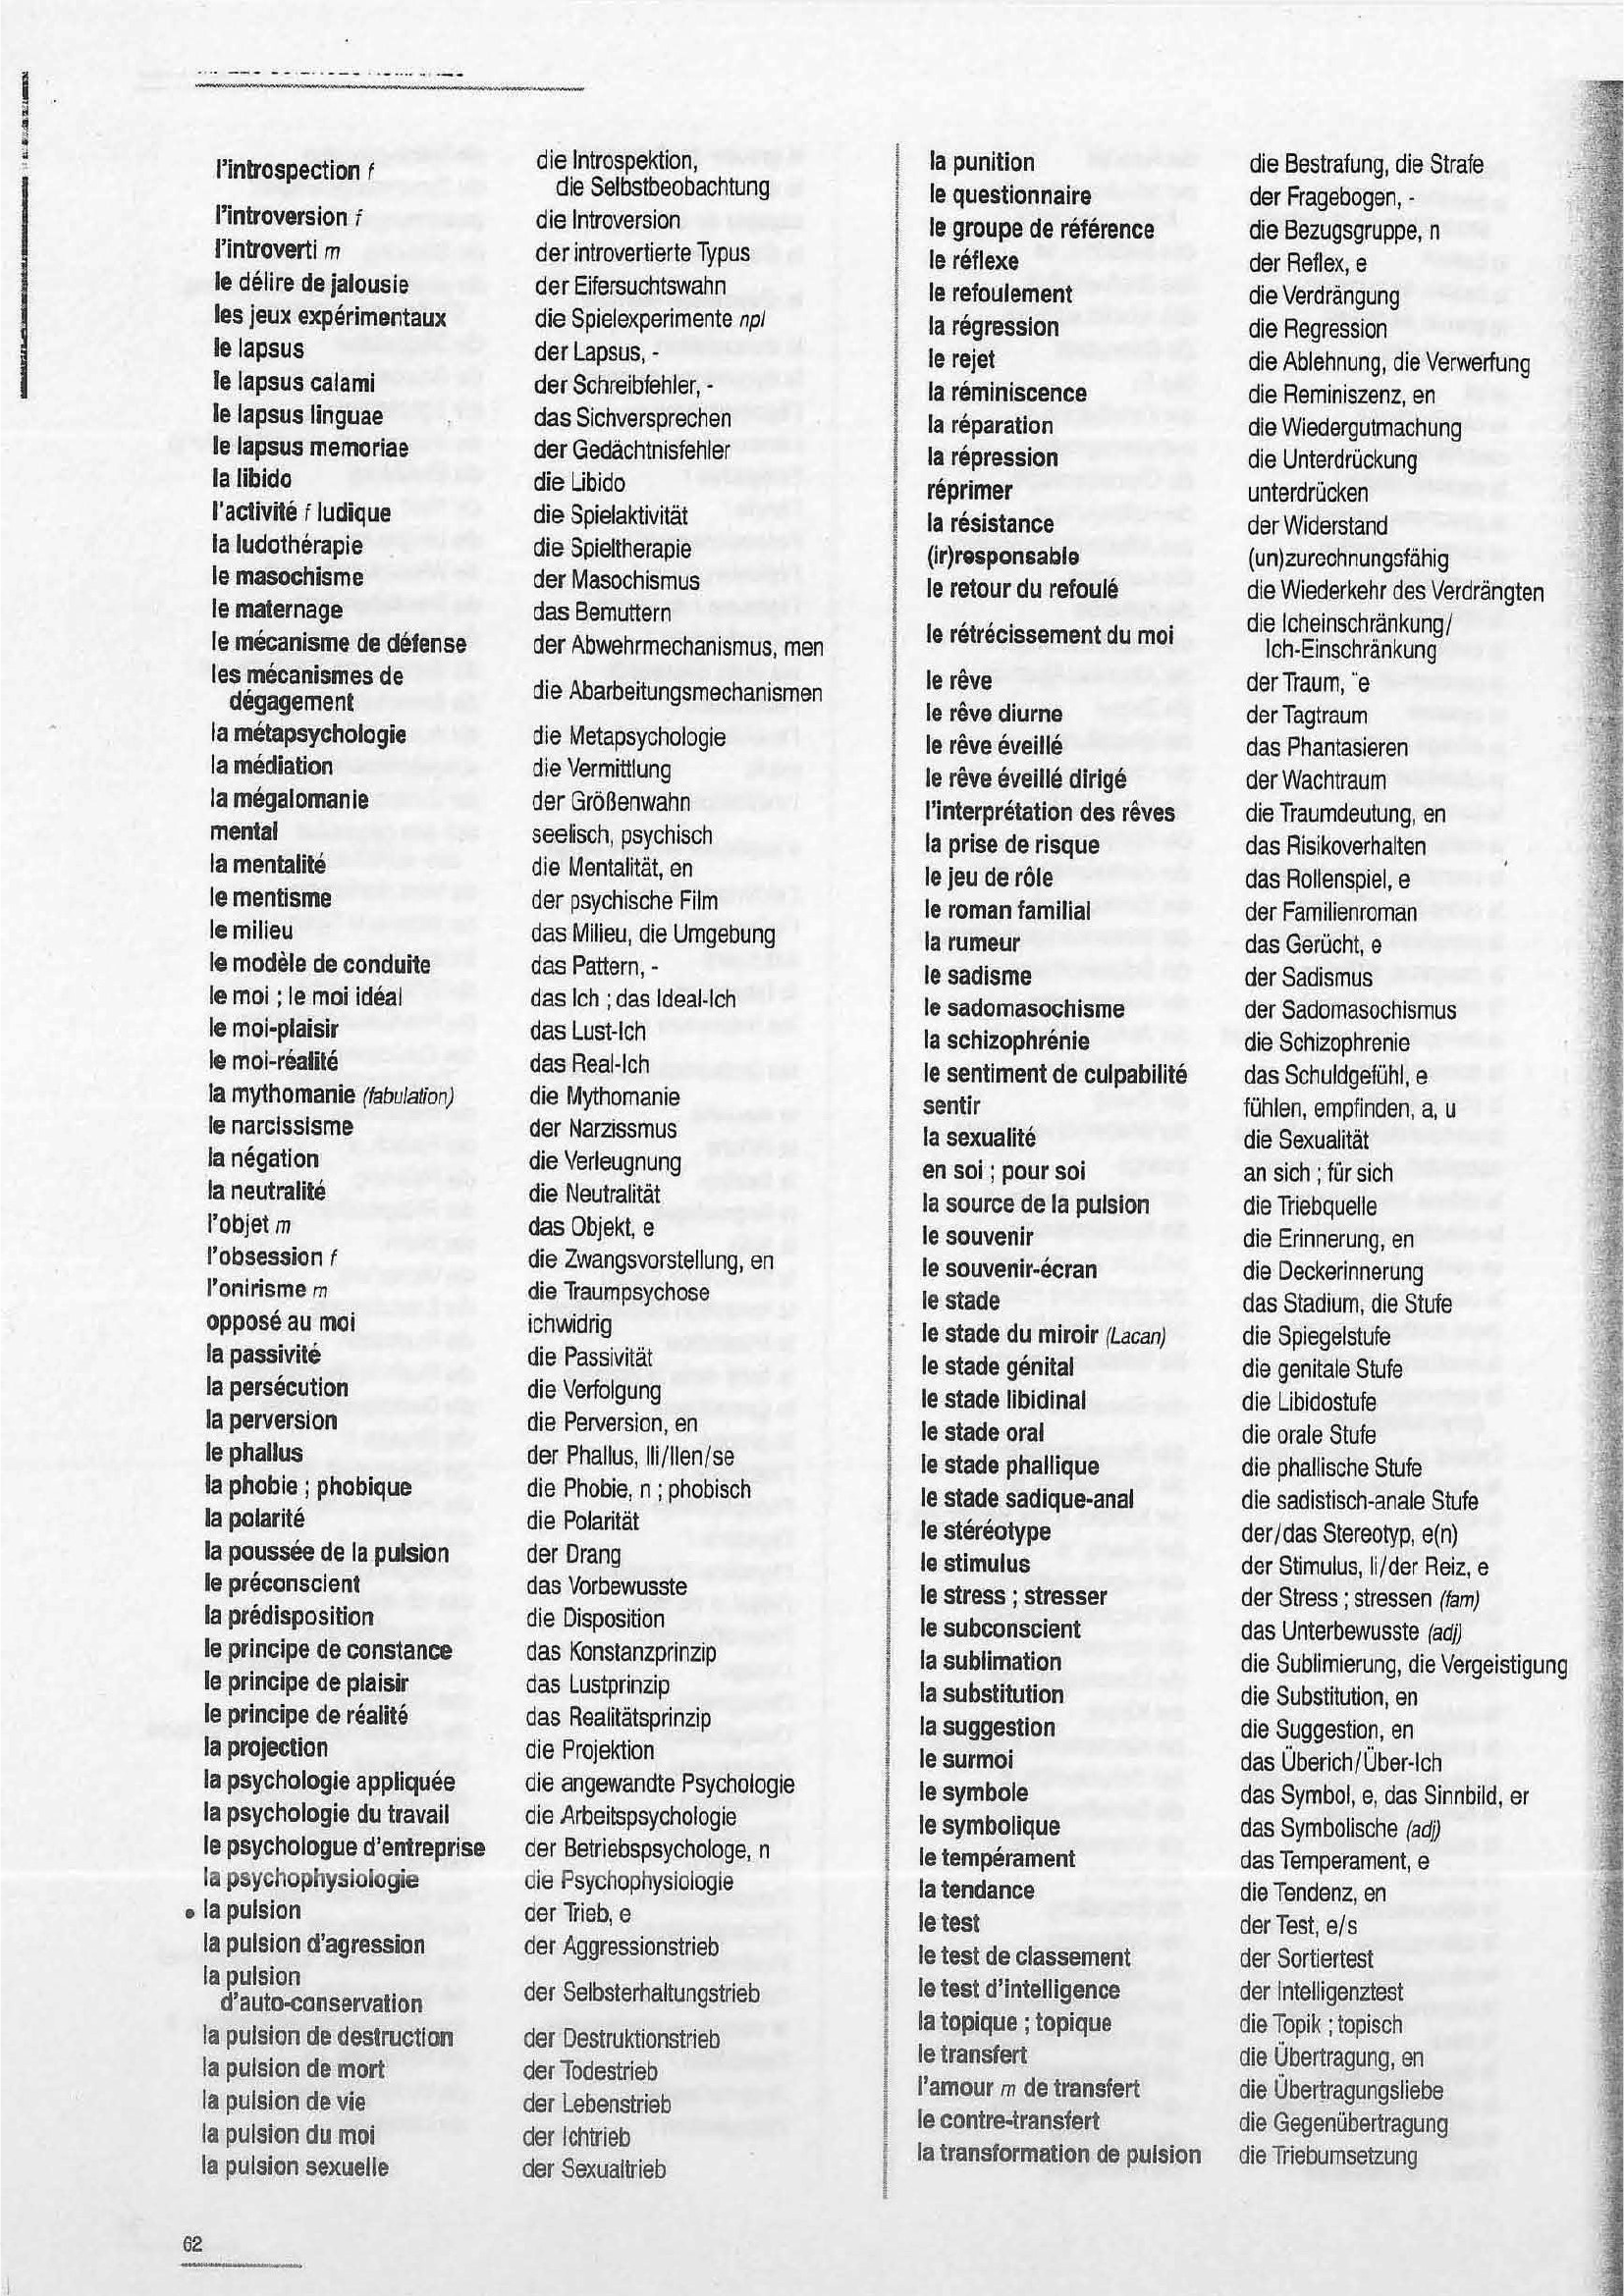 l'introspection f die Introspektion,
die Selbstbeobachtung
l'introversion f die Introversion
l'introverti m der introvertierte Typus
le délire de jalousie der Eifersuchtswahn
les jeux expérimentaux die Spielexperimente npl
le lapsus der Lapsus, -
le lapsus calami der Schreibfehler, -
le lapsus linguae das Sichversprechen
le lapsus memoriae der Gedächtnisfehler
la libido die Libido
l'activité f ludique die Spielaktivität
la ludothérapie die Spieltherapie
le masochisme der Masochismus
le maternage das Bemuttern
le mécanisme de défense der Abwehrmechanismus, men
les mécanismes de
dégagement die Abarbeitungsmechanismen
la métapsychologie die Metapsychologie
la médiation die Vermittlung
la mégalomanie der Größenwahn
mental seelisch, psychisch
la mentalité die Mentalität, en
le mentisme der psychische Film
le milieu das Milieu, die Umgebung
le modèle de conduite das Pattern, -
le moi ; le moi idéal das Ich ; das Ideal-Ich
le moi-plaisir das Lust-Ich
le moi-réalité das Real-Ich
la mythomanie (fabulation) die Mythomanie
le narcissisme der Narzissmus
la négation die Verleugnung
la neutralité die Neutralität
l'objet m das Objekt, e
l'obsession f die Zwangsvorstellung, en
l'onirisme m die Traumpsychose
opposé au moi ichwidrig
la passivité die Passivität
la persécution die Verfolgung
la perversion die Perversion, en
le phallus der Phallus, lli/llen/se
la phobie ; phobique die Phobie, n ; phobisch
la polarité die Polarität
la poussée de la pulsion der Drang
le préconscient das Vorbewusste
la prédisposition die Disposition
le principe de constance das Konstanzprinzip
le principe de plaisir das Lustprinzip
le principe de réalité das Realitätsprinzip
la projection die Projektion
la psychologie appliquée die angewandte Psychologie
la psychologie du travail die Arbeitspsychologie
le psychologue d'entreprise der Betriebspsychologe, n
la psychophysiologie die Psychophysiologie
• la pulsion der Trieb, e
la pulsion d'agression der Aggressionstrieb
la pulsion
d'auto-conservation der Selbsterhaltungstrieb
la pulsion de destruction der Destruktionstrieb
la pulsion de mort der Todestrieb
la pulsion de vie der Lebenstrieb
la pulsion du moi der Ichtrieb
la pulsion sexuelle der Sexualtrieb
la punition die Bestrafung, die Strafe
le questionnaire der Fragebogen, -
le groupe de référence die Bezugsgruppe, n
le réflexe der Reflex, e
le refoulement die Verdrängung
la régression die Regression
le rejet die Ablehnung, die Verwerfung
la réminiscence die Reminiszenz, en
la réparation die Wiedergutmachung
la répression die Unterdrückung
réprimer unterdrücken
la résistance der Widerstand
(ir)responsable (un)zurechnungsfähig
le retour du refoulé die Wiederkehr des Verdrängten
le rétrécissement du moi die Icheinschränkung/
Ich-Einschränkung
le rêve der Traum, ¨e
le rêve diurne der Tagtraum
le rêve éveillé das Phantasieren
le rêve éveillé dirigé der Wachtraum
l'interprétation des rêves die Traumdeutung, en
la prise de risque das Risikoverhalten
le jeu de rôle das Rollenspiel, e
le roman familial der Familienroman
la rumeur das Gerücht, e
le sadisme der Sadismus
le sadomasochisme der Sadomasochismus
la schizophrénie die Schizophrenie
le sentiment de culpabilité das Schuldgefühl, e
sentir fühlen, empfinden, a, u
la sexualité die Sexualität
en soi ; pour soi an sich ; für sich
la source de la pulsion die Triebquelle
le souvenir die Erinnerung, en
le souvenir-écran die Deckerinnerung
le stade das Stadium, die Stufe
le stade du miroir (Lacan) die Spiegelstufe
le stade génital die genitale Stufe
le stade libidinal die Libidostufe
le stade oral die orale Stufe
le stade phallique die phallische Stufe
le stade sadique-anal die sadistisch-anale Stufe
le stéréotype der/das Stereotyp, e(n)
le stimulus der Stimulus, li/der Reiz, e
le stress ; stresser der Stress ; stressen (fam)
le subconscient das Unterbewusste (adj)
la sublimation die Sublimierung, die Vergeistigung
la substitution die Substitution, en
la suggestion die Suggestion, en
le surmoi das Überich/Über-Ich
le symbole das Symbol, e, das Sinnbild, er
le symbolique das Symbolische (adj)
le tempérament das Temperament, e
la tendance die Tendenz, en
le test der Test, e/s
le test de classement der Sortiertest
le test d'intelligence der Intelligenztest
la topique ; topique die Topik ; topisch
le transfert die Übertragung, en
l'amour m de transfert die Übertragungsliebe
le contre-transfert die Gegenübertragung
la transformation de pulsion die Triebumsetzung
62